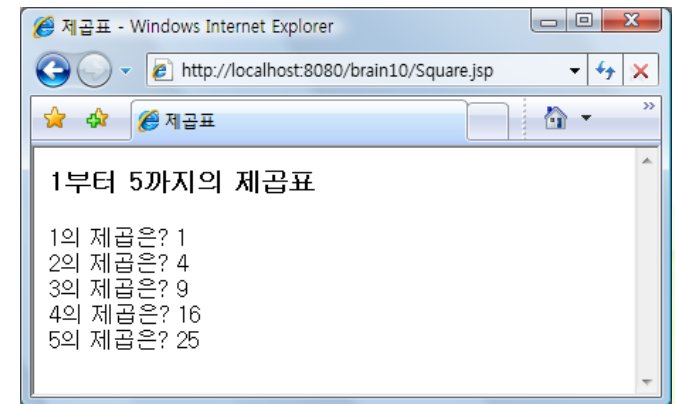 제곱표 - Windows Internet Explorer
http://localhost:8080/brain10/Square.jsp
제곱표
1부터 5까지의 제곱표
1의 제곱은? 1
2의 제곱은? 4
3의 제곱은? 9
4의 제곱은? 16
5의 제곱은? 25